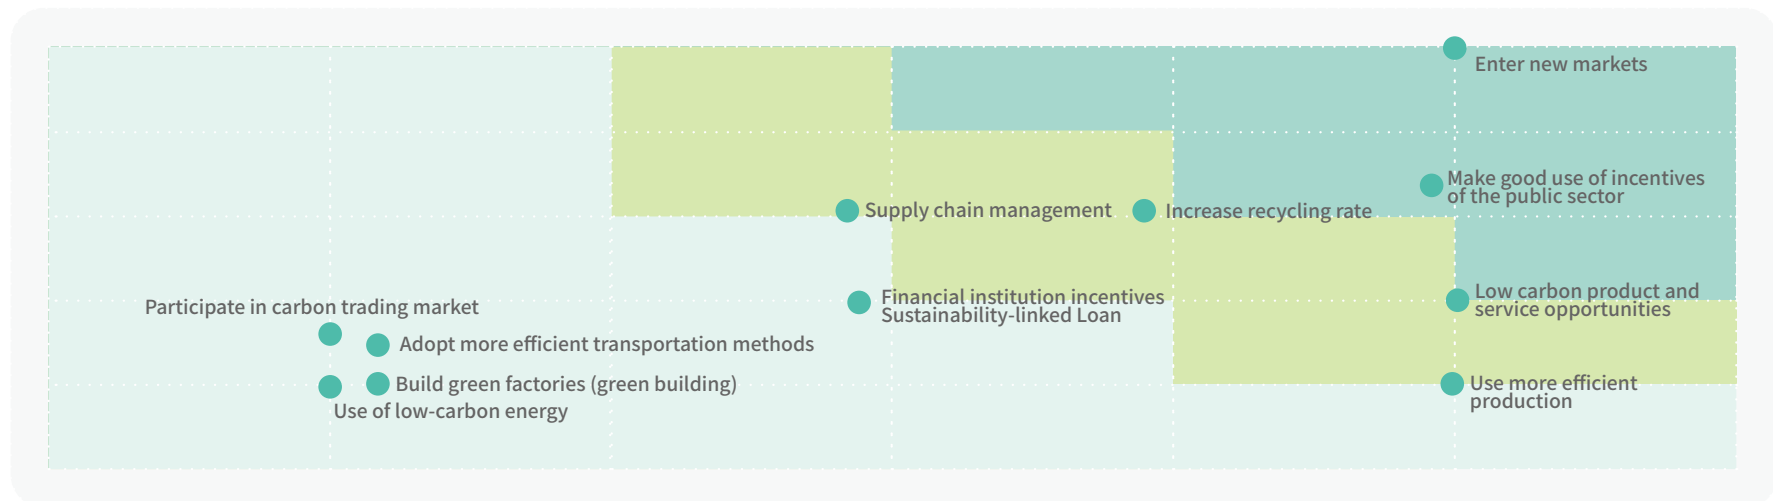 Enter new markets
Make good use of incentives
of the public sector
Supply chain management
Increase recycling rate
Financial institution incentives
Sustainability-linked Loan
Low carbon product and
service opportunities
Participate in carbon trading market
Adopt more efficient transportation methods
Build green factories (green building)
Use of low-carbon energy
Use more efficient
production